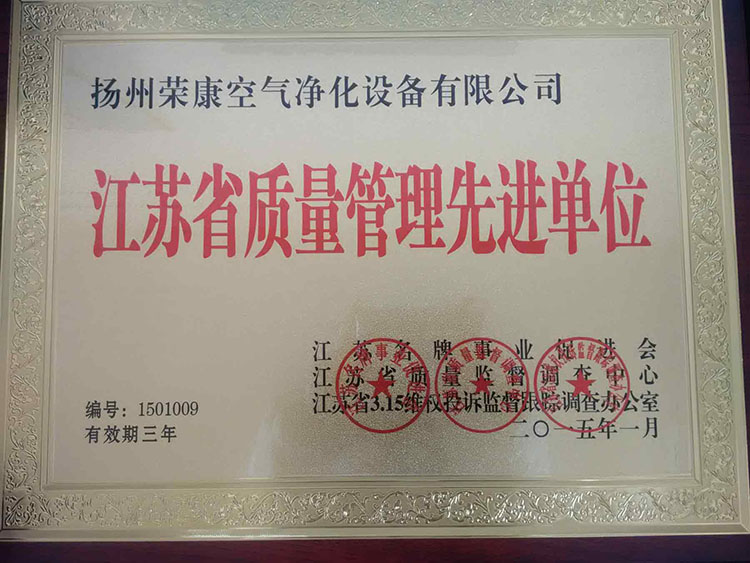 扬州荣康空气净化设备有限公司
江苏省质量管理先进单位
江苏名牌事业促进会
江苏省质量监督调查中心
江苏省3.15维权投诉监督跟踪调查办公室
二〇一五年一月
编号：1501009
有效期三年